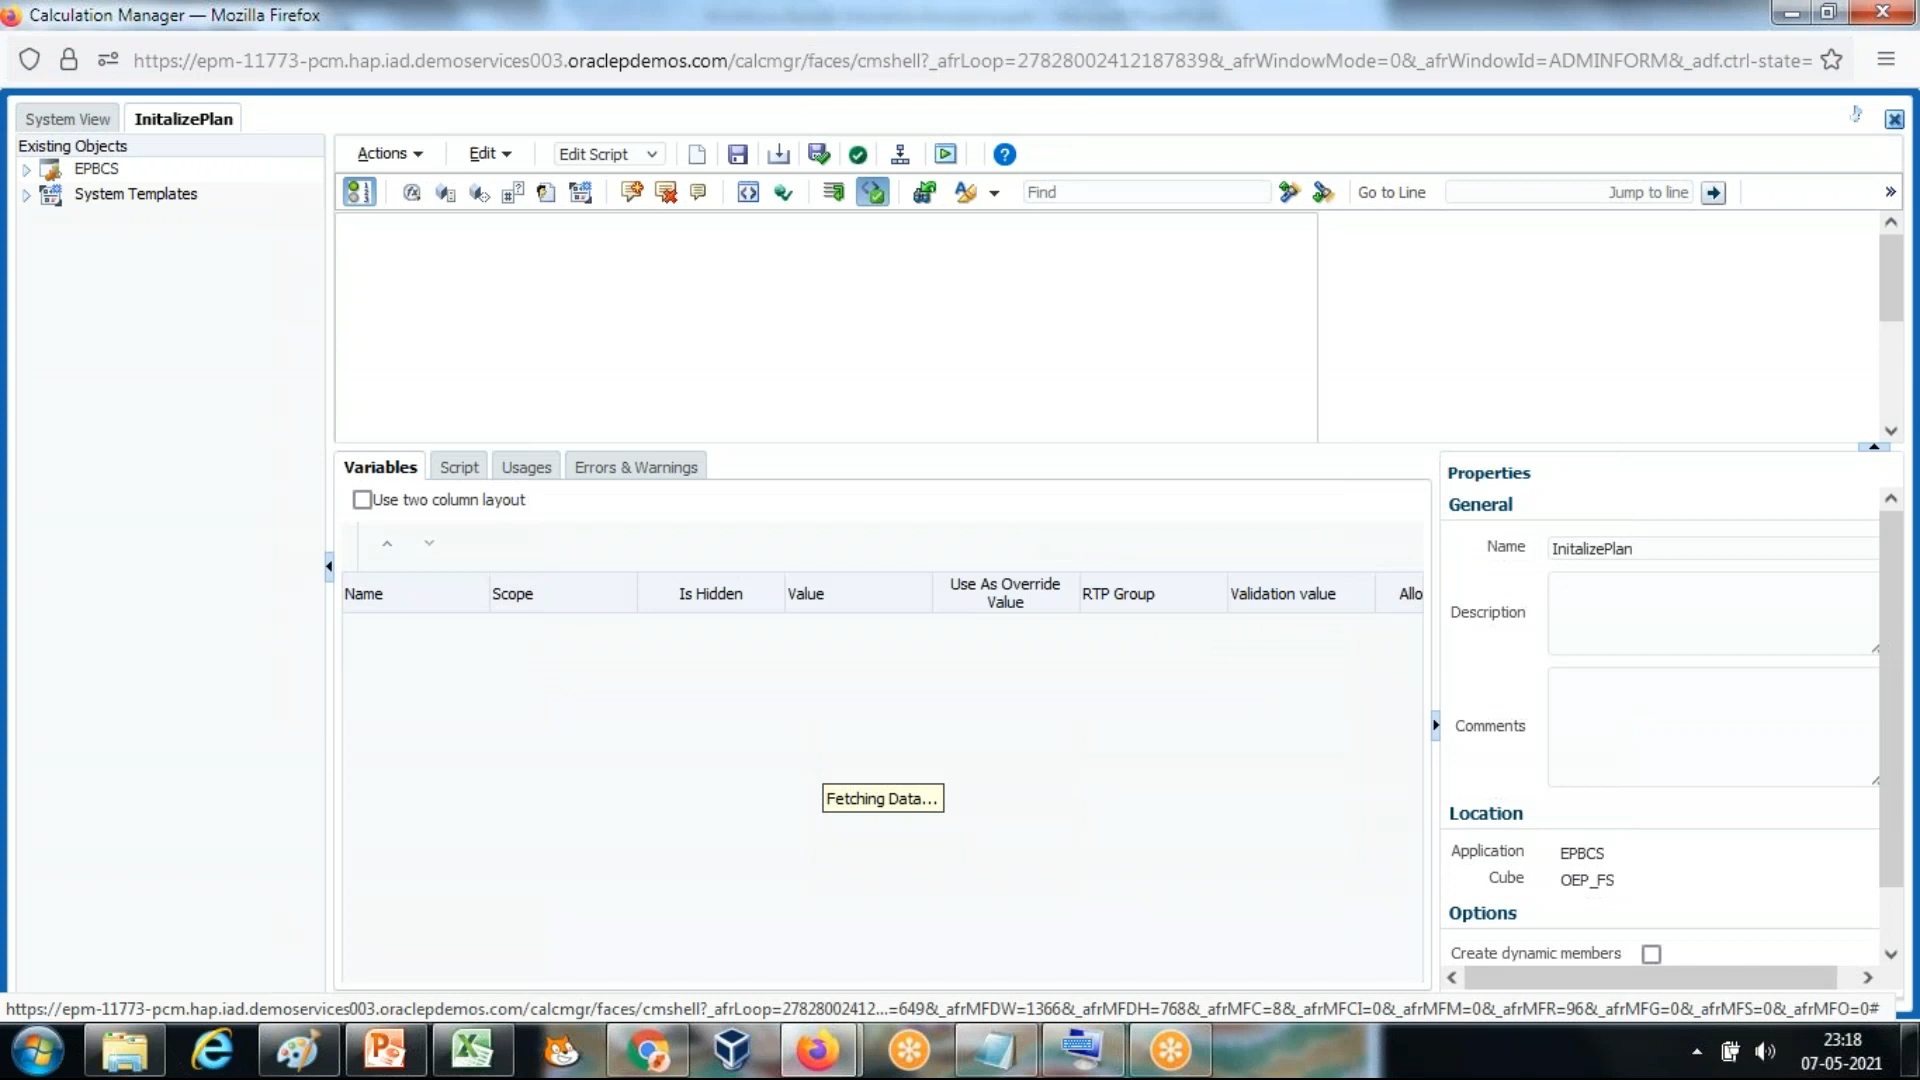 Calculation Manager — Mozilla Firefox
https://epm-11773-pcm.hap.iad.demoservices003.oraclepdemos.com/calcmgr/faces/cmshell?_afrLoop=27828002412187839&_afrWindowMode=0&_afrWindowId=ADMINFORM&_adf.ctrl-state=
System View InitalizePlan
Existing Objects
EPBCS
System Templates
Actions Edit Edit Script
Find Go to Line Jump to line
Variables Script Usages Errors & Warnings
Use two column layout
Name Scope Is Hidden Value Use As Override Value RTP Group Validation value Allo
Fetching Data...
Properties
General
Name InitalizePlan
Description
Comments
Location
Application EPBCS
Cube OEP_FS
Options
Create dynamic members
https://epm-11773-pcm.hap.iad.demoservices003.oraclepdemos.com/calcmgr/faces/cmshell?_afrLoop=27828002412...=649&_afrMFDW=1366&_afrMFDH=768&_afrMFC=8&_afrMFCI=0&_afrMFM=0&_afrMFR=96&_afrMFG=0&_afrMFS=0&_afrMFO=0#
23:18
07-05-2021